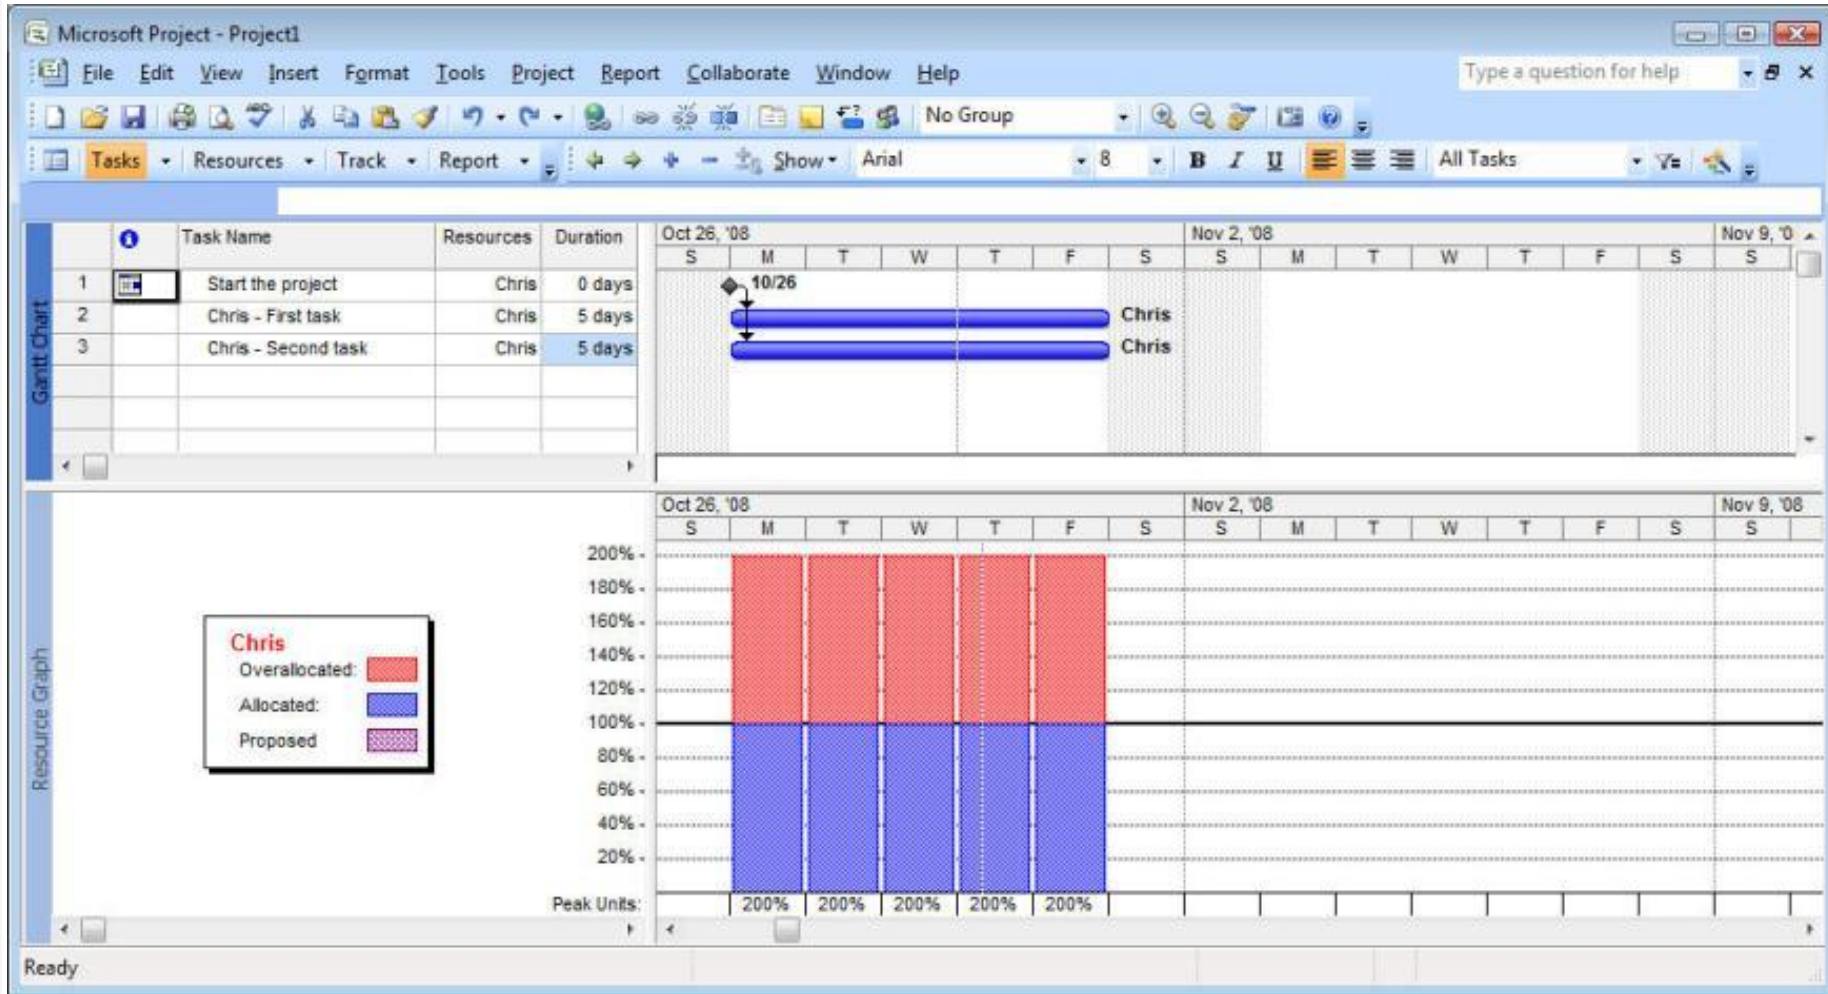 Microsoft Project - Project1
File Edit View Insert Format Tools Project Report Collaborate Window Help Type a question for help
No Group
Tasks Resources Track Report Show Arial 8 B I U All Tasks
Task Name Resources Duration Oct 26, '08 Nov 2, '08 Nov 9, '0
S M T W T F S S M T W T F S S
1 Start the project Chris 0 days 10/26
2 Chris - First task Chris 5 days Chris
3 Chris - Second task Chris 5 days Chris
Gantt Chart
Oct 26, '08 Nov 2, '08 Nov 9, '08
S M T W T F S S M T W T F S S
200%
180%
160%
140%
120%
100%
80%
60%
40%
20%
Chris
Overallocated:
Allocated:
Proposed
Resource Graph
Peak Units: 200% 200% 200% 200% 200%
Ready